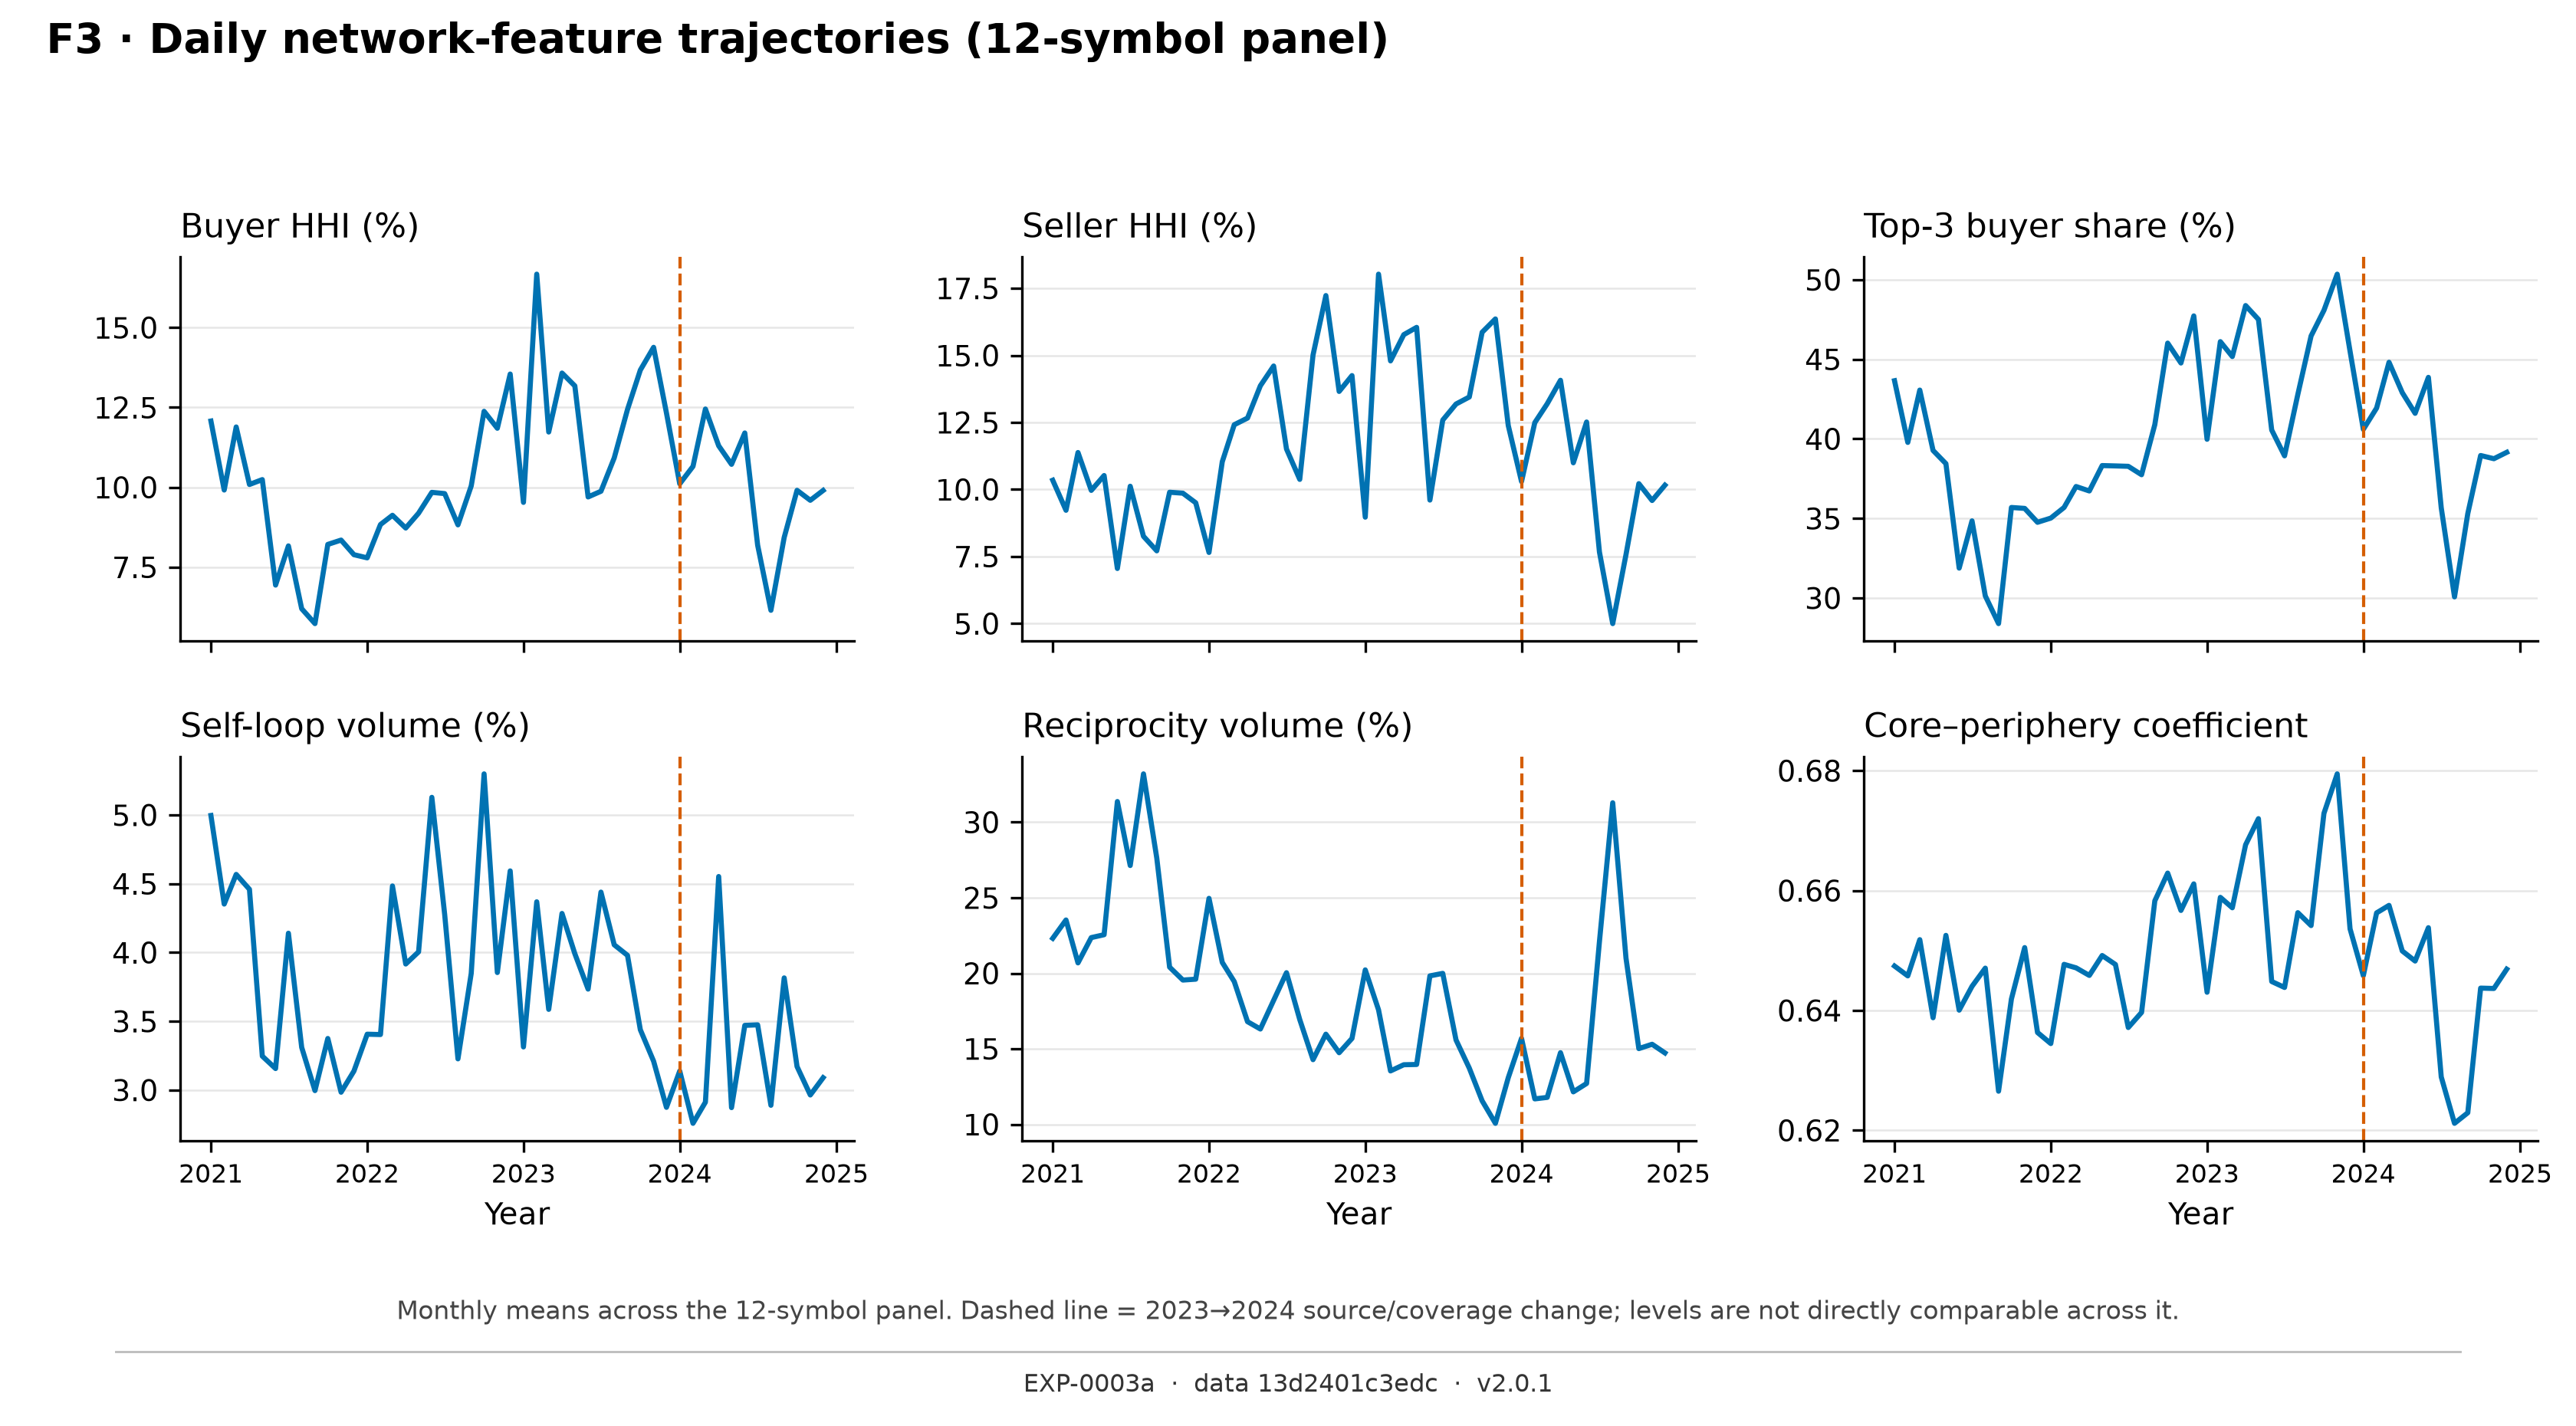 F3 · Daily network-feature trajectories (12-symbol panel)
Buyer HHI (%)
15.0
12.5
10.0
7.5
Seller HHI (%)
17.5
15.0
12.5
10.0
7.5
5.0
Top-3 buyer share (%)
50
45
40
35
30
Self-loop volume (%)
5.0
4.5
4.0
3.5
3.0
2021 2022 2023 2024 2025
Year
Reciprocity volume (%)
30
25
20
15
10
2021 2022 2023 2024 2025
Year
Core–periphery coefficient
0.68
0.66
0.64
0.62
2021 2022 2023 2024 2025
Year
Monthly means across the 12-symbol panel. Dashed line = 2023→2024 source/coverage change; levels are not directly comparable across it.
EXP-0003a · data 13d2401c3edc · v2.0.1